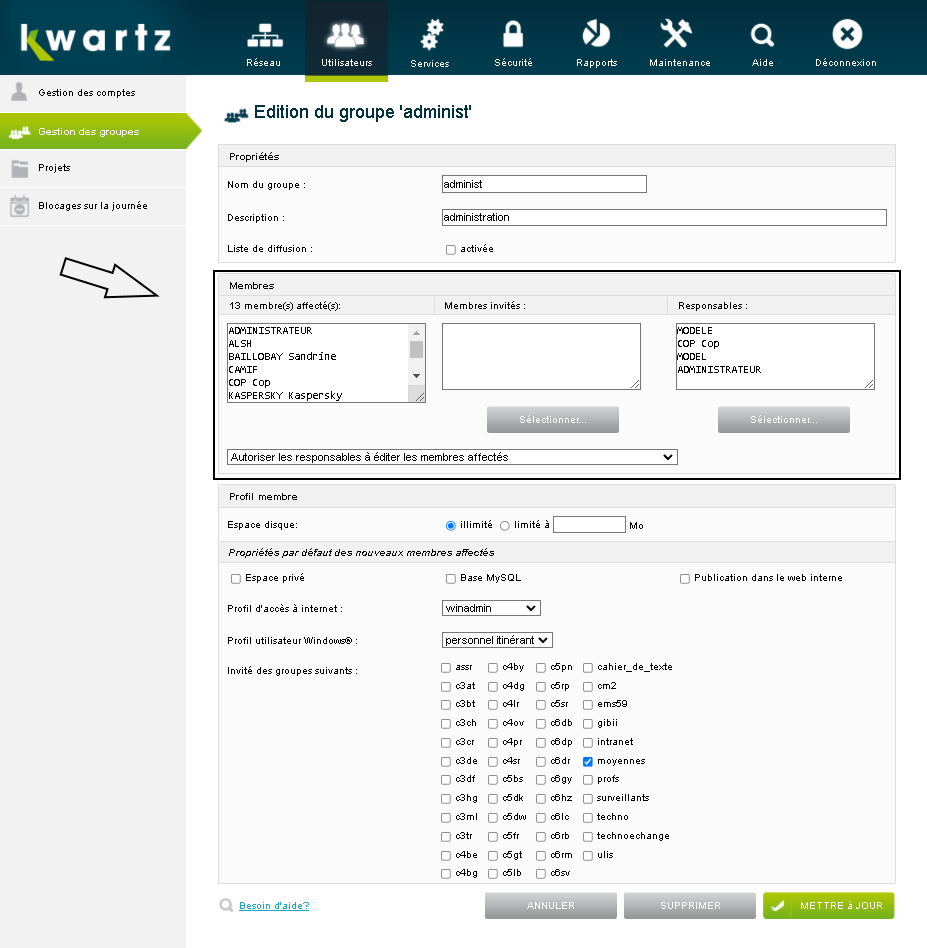 kwartz
Réseau
Utilisateurs
Services
Sécurité
Rapports
Maintenance
Aide
Déconnexion
Gestion des comptes
Gestion des groupes
Projets
Blocages sur la journée
Edition du groupe 'administ'
Propriétés
Nom du groupe : administ
Description : administration
Liste de diffusion : activée
Membres
13 membre(s) affecté(s): Membres invités : Responsables :
ADMINISTRATEUR
ALSH
BAILLOBAY Sandrine
CAMIF
COP Cop
KASPERSKY Kaspersky
MODELE
COP Cop
MODEL
ADMINISTRATEUR
Sélectionner... Sélectionner...
Autoriser les responsables à éditer les membres affectés
Profil membre
Espace disque: illimité limité à Mo
Propriétés par défaut des nouveaux membres affectés
Espace privé Base MySQL Publication dans le web interne
Profil d'accès à internet : winadmin
Profil utilisateur Windows® : personnel itinérant
Invité des groupes suivants : assr c4by c5pn cahier_de_texte
c3at c4dg c5rp cm2
c3bt c4lr c5sr ems59
c3ch c4ov c6db gibii
c3cr c4pr c6dp intranet
c3de c4sr c6dr moyennes
c3df c5bs c6gy profs
c3hg c5dk c6hz surveillants
c3ml c5dw c6lc techno
c3tr c5fr c6rb technoechange
c4be c5gt c6rm ulis
c4bg c5lb c6sv
Besoin d'aide? ANNULER SUPPRIMER METTRE à JOUR